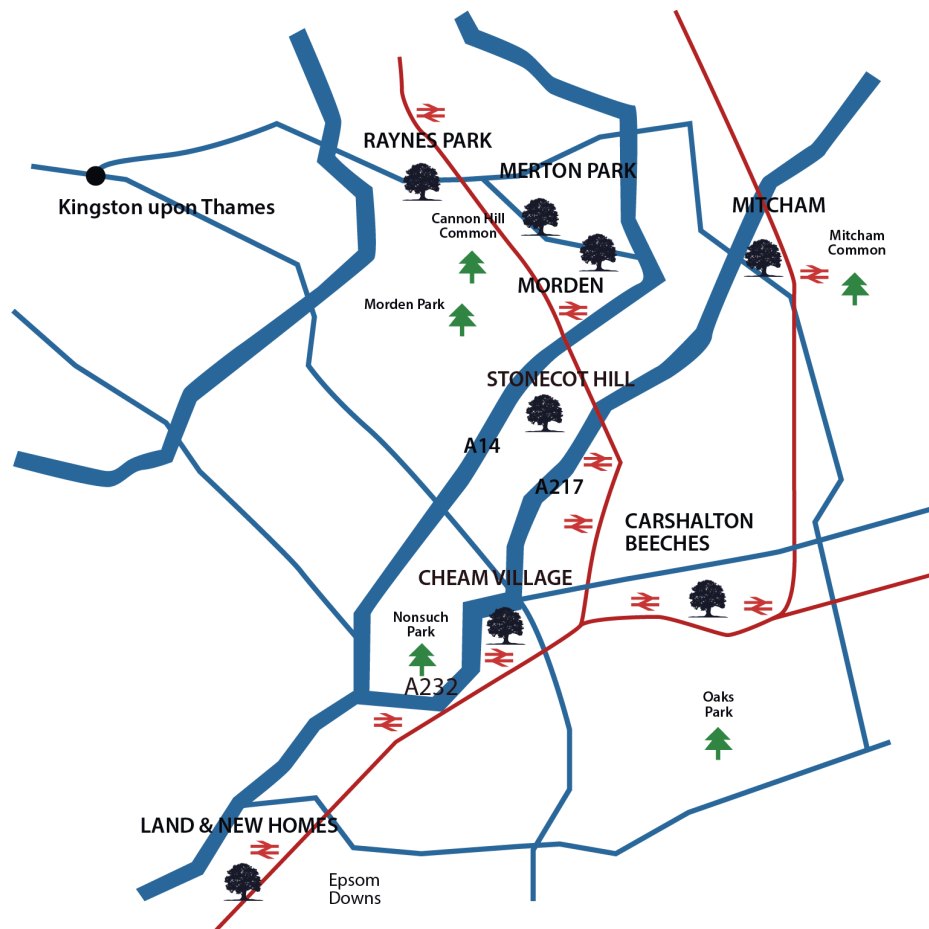 RAYNES PARK
MERTON PARK
Kingston upon Thames
MITCHAM
Cannon Hill
Common
Mitcham
Common
MORDEN
Morden Park
STONECOT HILL
A14
A217
CARSHALTON
BEECHES
CHEAM VILLAGE
Nonsuch
Park
A232
Oaks
Park
LAND & NEW HOMES
Epsom
Downs